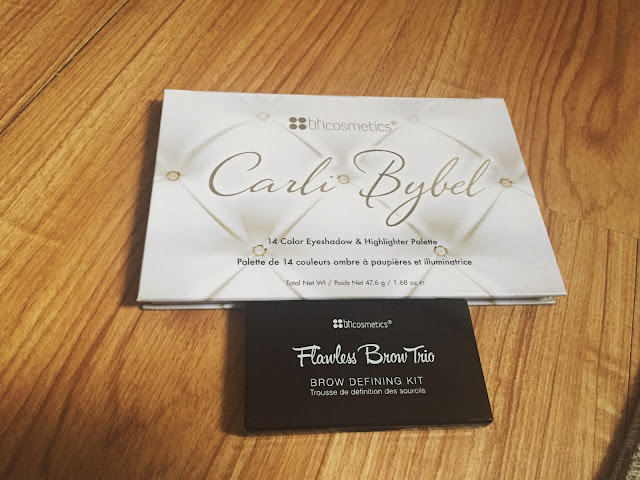 bhcosmetics®
Carli Bybel
14 Color Eyeshadow & Highlighter Palette
Palette de 14 couleurs ombre à paupières et illuminatrice
Total Net Wt / Poids Net 47.6 g / 1.68 oz e
bhcosmetics®
Flawless Brow Trio
BROW DEFINING KIT
Trousse de définition des sourcils